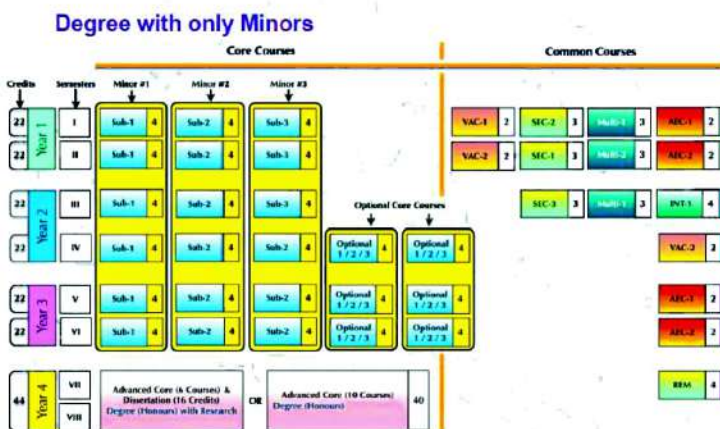 Degree with only Minors
Core Courses
Common Courses
Credits Semesters Minor #1 Minor #2 Minor #3
22 Year 1 I Sub-1 4 Sub-2 4 Sub-3 4 VAC-1 2 SEC-2 3 Multi-1 3 AEC-1 2
22 II Sub-1 4 Sub-2 4 Sub-3 4 VAC-2 2 SEC-1 3 Multi-2 3 AEC-2 2
22 Year 2 III Sub-1 4 Sub-2 4 Sub-3 4 SEC-3 3 3 INT-1 4
Optional Core Courses
22 IV Sub-1 4 Sub-2 4 Sub-2 4 Optional 1 / 2 / 3 4 Optional 1 / 2 / 3 4 2
22 Year 3 V Sub-1 4 Sub-2 4 Sub-2 4 Optional 1 / 2 / 3 4 Optional 1 / 2 / 3 4 AEC-1 2
22 VI Sub-1 4 Sub-2 4 Sub-2 4 Optional 1 / 2 / 3 4 Optional 1 / 2 / 3 4 AEC-2 2
44 Year 4 VII REM 4
VIII
Advanced Core (6 Courses) &
Dissertation (16 Credits)
Degree (Honours) with Research
OR
Advanced Core (10 Courses)
Degree (Honours)
40